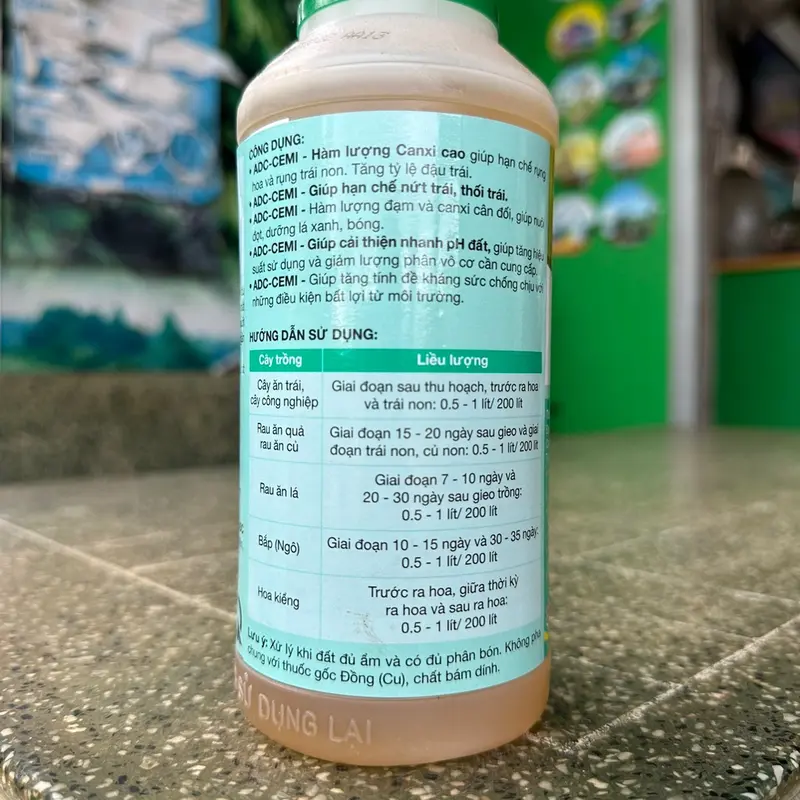 CÔNG DỤNG:
• ADC-CEMI - Hàm lượng Canxi cao giúp hạn chế rụng
hoa và rụng trái non. Tăng tỷ lệ đậu trái.
• ADC-CEMI - Giúp hạn chế nứt trái, thối trái.
• ADC-CEMI - Hàm lượng đạm và canxi cân đối, giúp nuôi
đọt, dưỡng lá xanh, bóng.
• ADC-CEMI - Giúp cải thiện nhanh pH đất, giúp tăng hiệu
suất sử dụng và giảm lượng phân vô cơ cần cung cấp.
• ADC-CEMI - Giúp tăng tính đề kháng sức chống chịu với
những điều kiện bất lợi từ môi trường.
HƯỚNG DẪN SỬ DỤNG:
Cây trồng Liều lượng
Cây ăn trái, Giai đoạn sau thu hoạch, trước ra hoa
cây công nghiệp và trái non: 0.5 - 1 lít/ 200 lít
Rau ăn quả Giai đoạn 15 - 20 ngày sau gieo và giai
rau ăn củ đoạn trái non, củ non: 0.5 - 1 lít/ 200 lít
Rau ăn lá Giai đoạn 7 - 10 ngày và
20 - 30 ngày sau gieo trồng:
0.5 - 1 lít/ 200 lít
Bắp (Ngô) Giai đoạn 10 - 15 ngày và 30 - 35 ngày:
0.5 - 1 lít/ 200 lít
Hoa kiểng Trước ra hoa, giữa thời kỳ
ra hoa và sau ra hoa:
0.5 - 1 lít/ 200 lít
Lưu ý: Xử lý khi đất đủ ẩm và có đủ phân bón. Không pha
chung với thuốc gốc Đồng (Cu), chất bám dính.
SỬ DỤNG LẠI